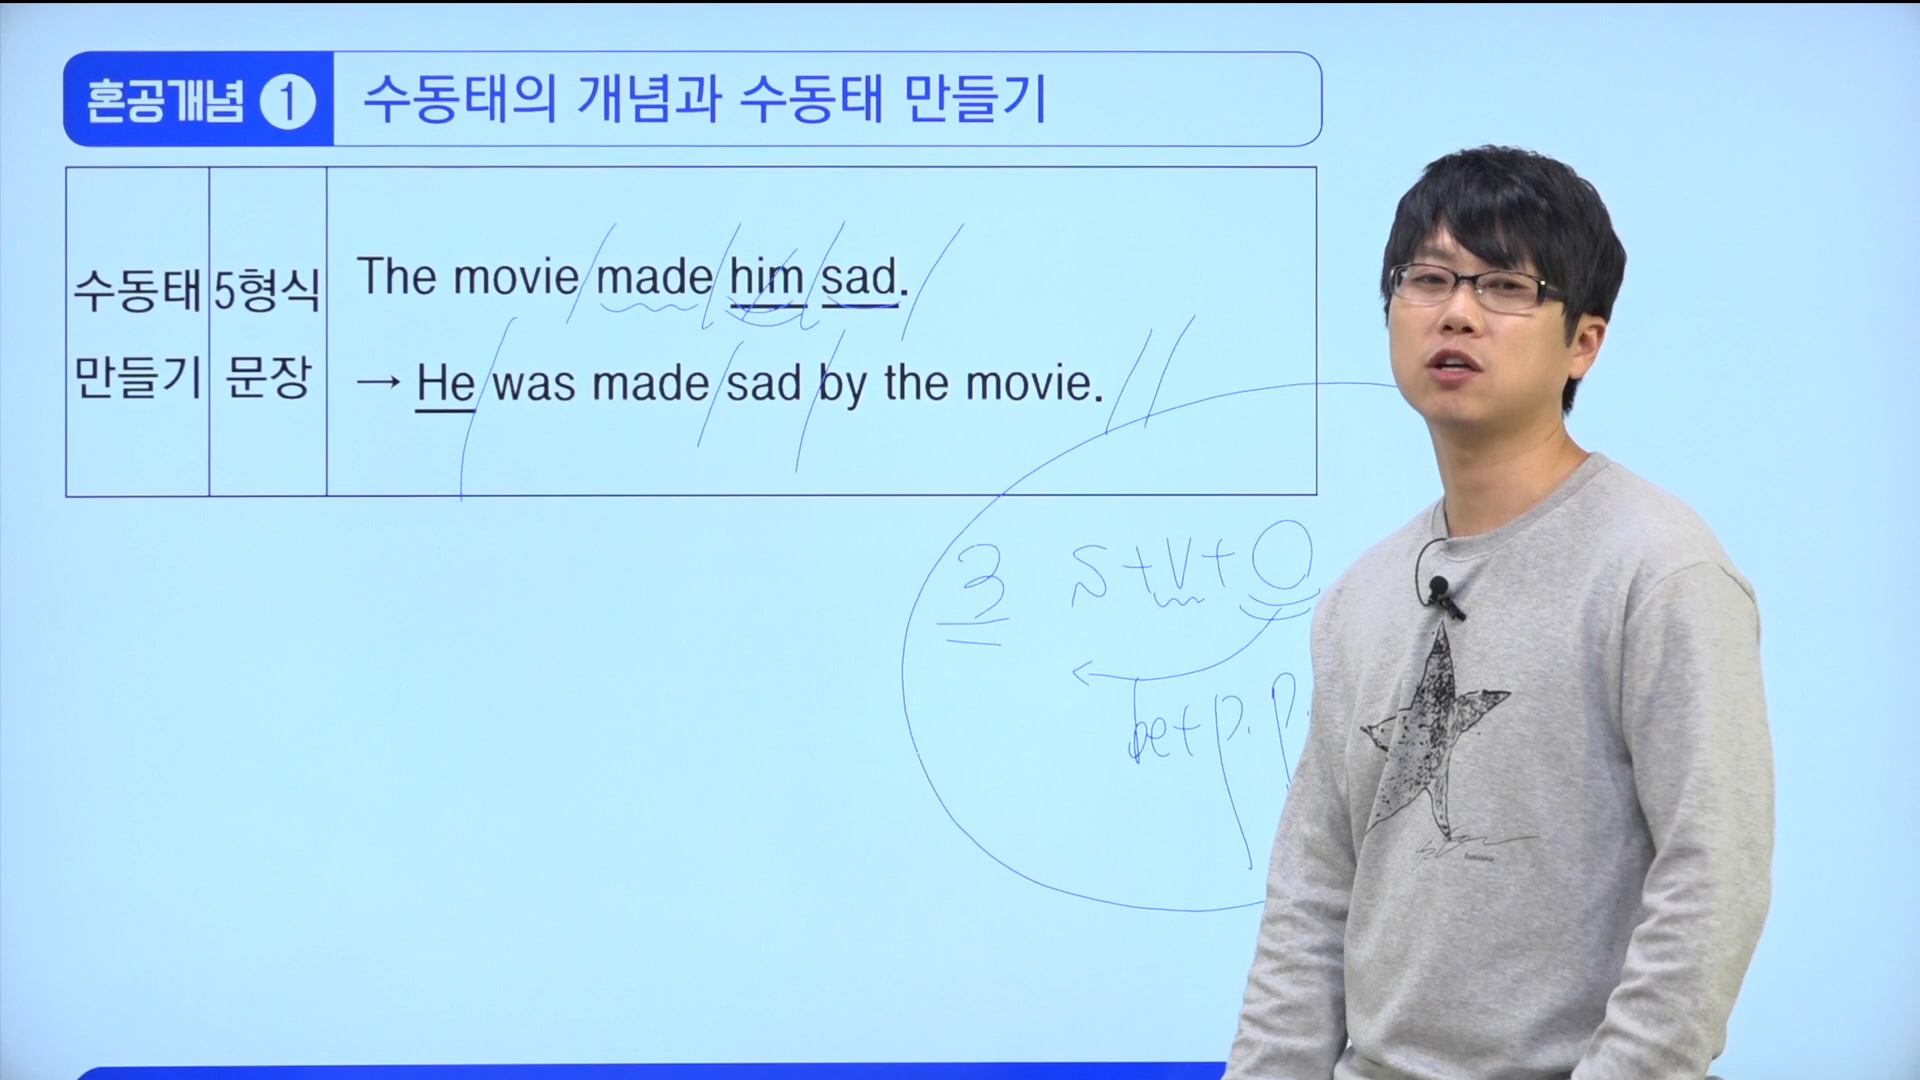 혼공개념 1 수동태의 개념과 수동태 만들기
수동태 만들기
5형식 문장
The movie made him sad.
→ He was made sad by the movie.
3 S+V+O
be+p.p.